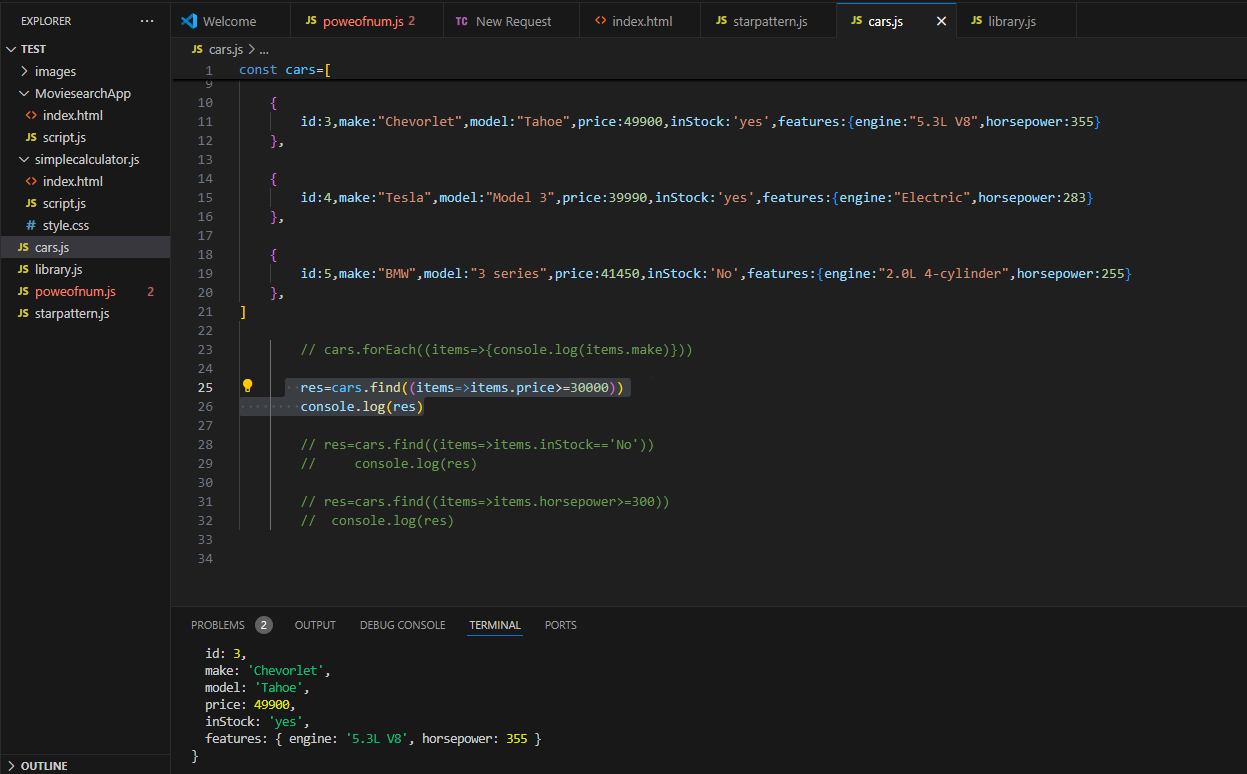 EXPLORER ···
Welcome
JS poweofnum.js 2
TC New Request
<> index.html
JS starpattern.js
JS cars.js ×
JS library.js
TEST
images
MoviesearchApp
<> index.html
JS script.js
simplecalculator.js
<> index.html
JS script.js
# style.css
JS cars.js
JS library.js
JS poweofnum.js 2
JS starpattern.js
OUTLINE
JS cars.js > ...
1 const cars=[
9
10 {
11 id:3,make:"Chevorlet",model:"Tahoe",price:49900,inStock:'yes',features:{engine:"5.3L V8",horsepower:355}
12 },
13
14 {
15 id:4,make:"Tesla",model:"Model 3",price:39990,inStock:'yes',features:{engine:"Electric",horsepower:283}
16 },
17
18 {
19 id:5,make:"BMW",model:"3 series",price:41450,inStock:'No',features:{engine:"2.0L 4-cylinder",horsepower:255}
20 },
21 ]
22
23 // cars.forEach((items=>{console.log(items.make)}))
24
25 res=cars.find((items=>items.price>=30000))
26 console.log(res)
27
28 // res=cars.find((items=>items.inStock=='No'))
29 //     console.log(res)
30
31 // res=cars.find((items=>items.horsepower>=300))
32 //  console.log(res)
33
34
PROBLEMS 2 OUTPUT DEBUG CONSOLE TERMINAL PORTS
id: 3,
make: 'Chevorlet',
model: 'Tahoe',
price: 49900,
inStock: 'yes',
features: { engine: '5.3L V8', horsepower: 355 }
}